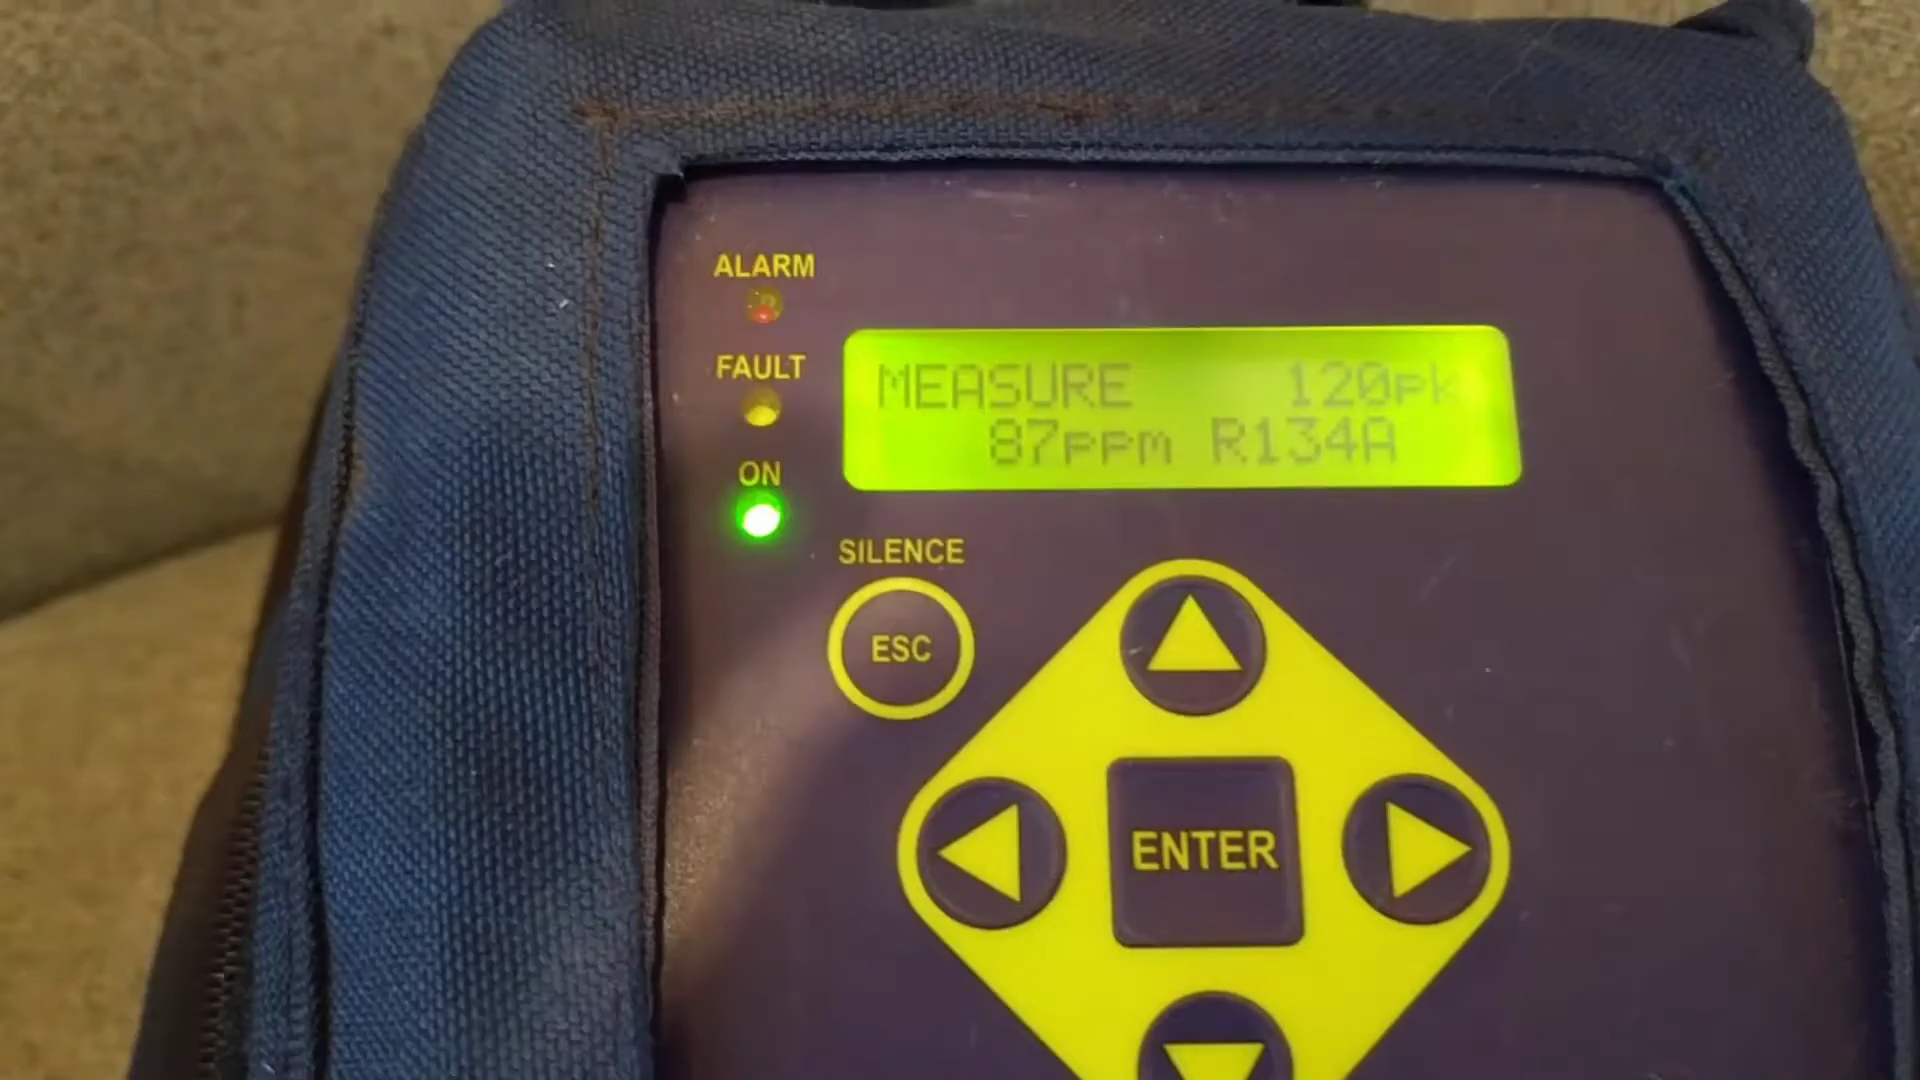 ALARM
FAULT
MEASURE 120pk
87ppm R134A
ON
SILENCE
ESC
ENTER